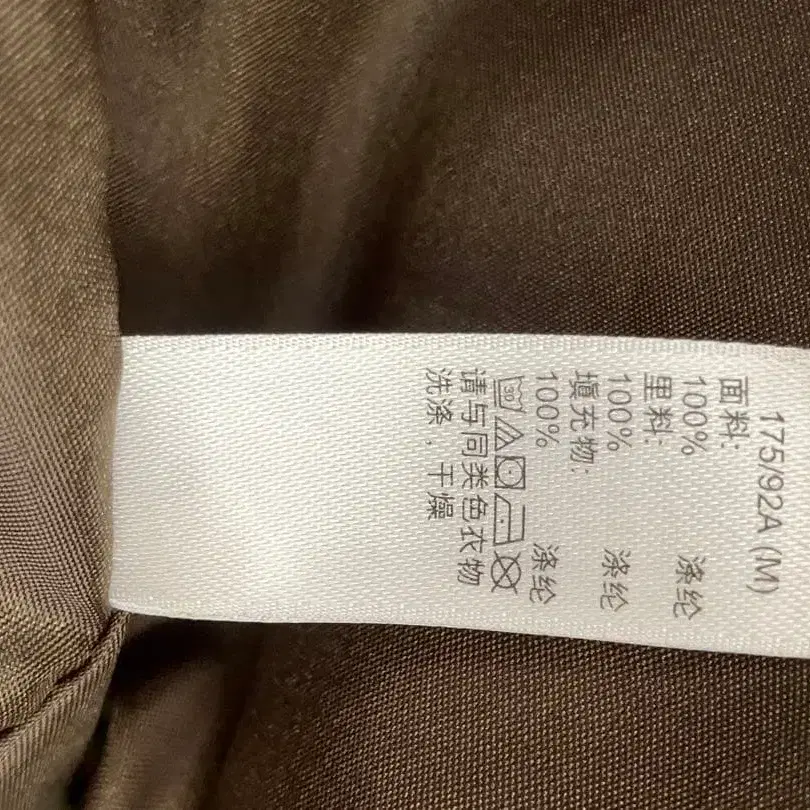 175/92A (M)
面料:
100% 涤纶
里料:
100% 涤纶
填充物:
100% 涤纶
30
请与同类色衣物
洗涤，干燥